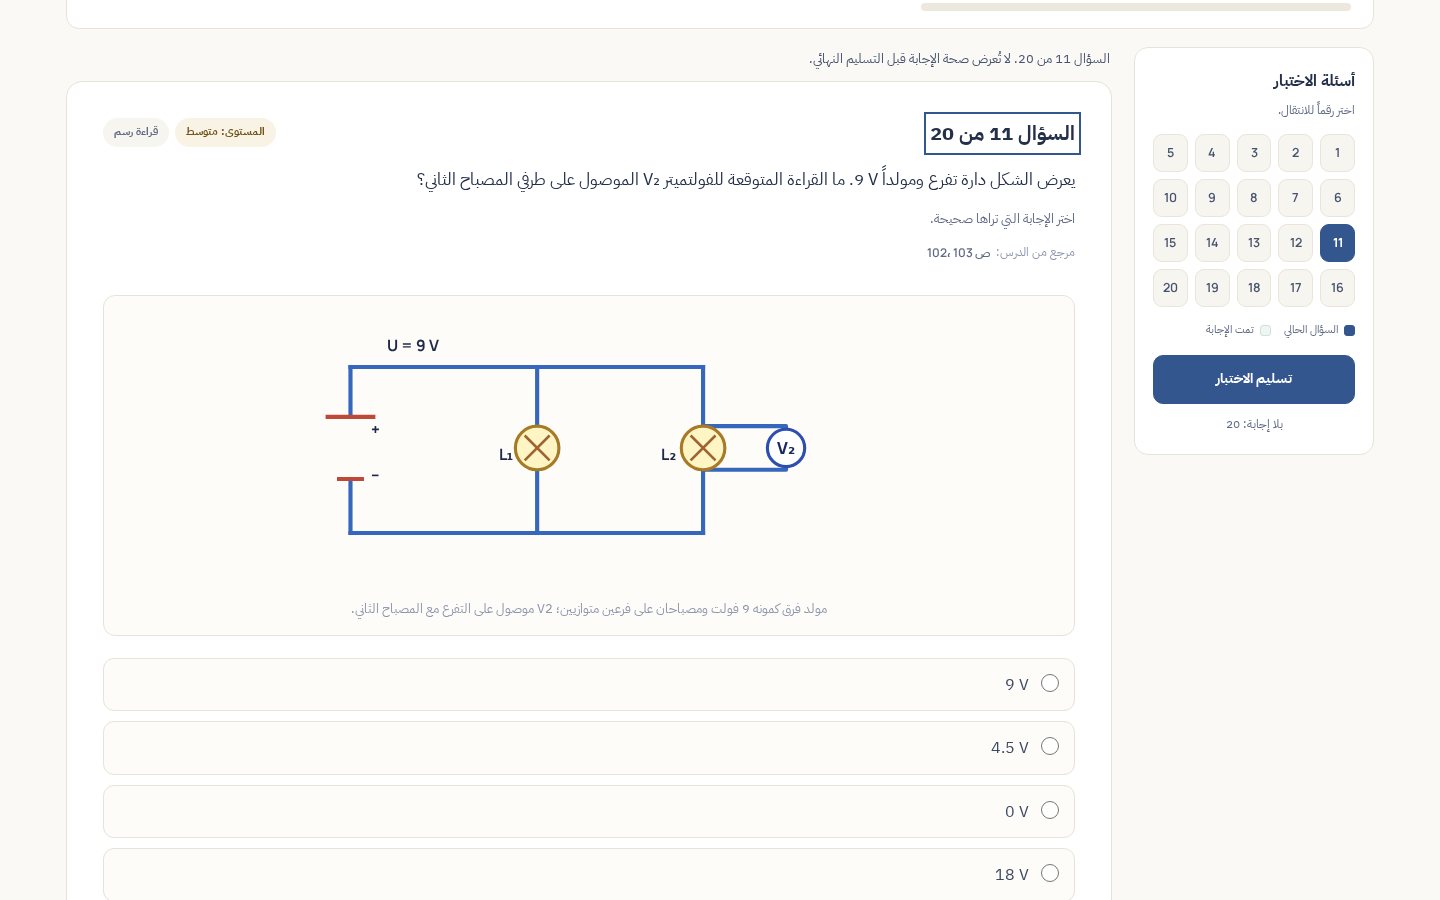 السؤال 11 من 20. لا تُعرض صحة الإجابة قبل التسليم النهائي.
أسئلة الاختبار
اختر رقماً للانتقال.
1 2 3 4 5
6 7 8 9 10
11 12 13 14 15
16 17 18 19 20
السؤال الحالي تمت الإجابة
تسليم الاختبار
بلا إجابة: 20
السؤال 11 من 20
المستوى: متوسط قراءة رسم
يعرض الشكل دارة تفرع ومولداً 9 V. ما القراءة المتوقعة للفولتميتر V₂ الموصول على طرفي المصباح الثاني؟
اختر الإجابة التي تراها صحيحة.
مرجع من الدرس: ص 103 ،102
U = 9 V
+
−
L₁
L₂
V₂
مولد فرق كمونه 9 فولت ومصباحان على فرعين متوازيين؛ V2 موصول على التفرع مع المصباح الثاني.
9 V
4.5 V
0 V
18 V